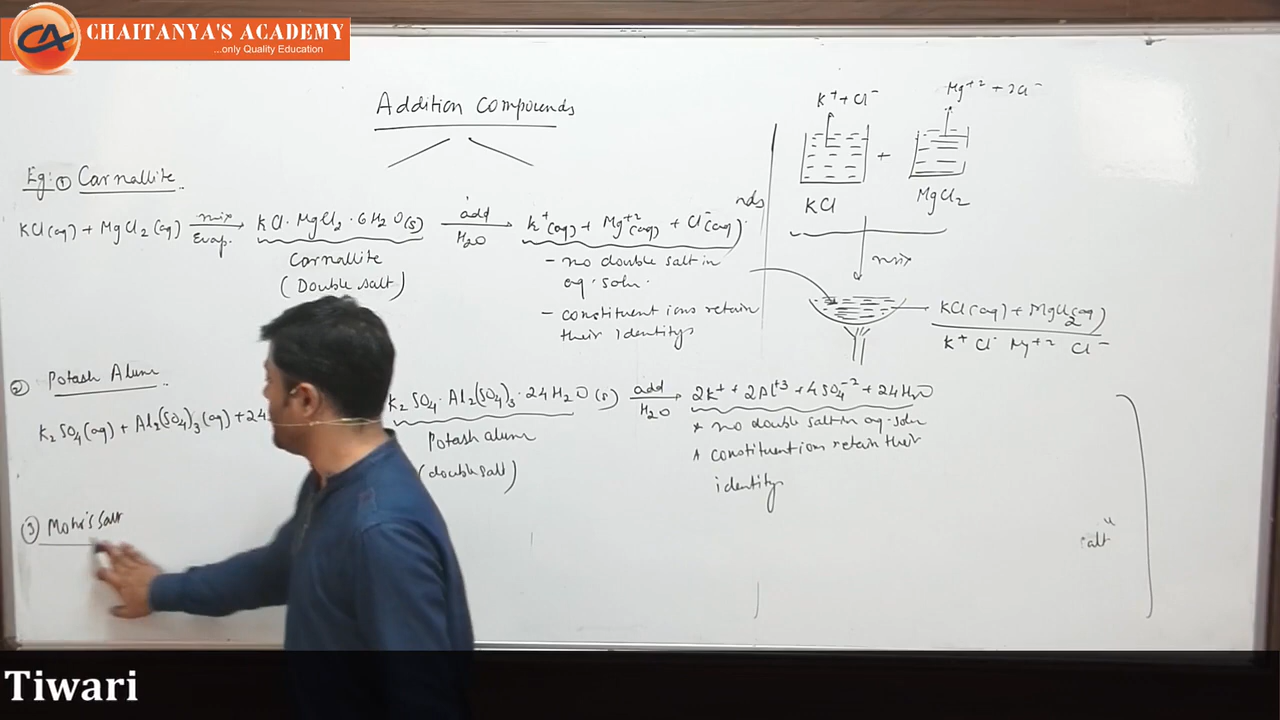 CA
CHAITANYA'S ACADEMY
...only Quality Education
Addition Compounds
Eg:- ① Carnallite
KCl(aq) + MgCl2(aq) mix Evap. KCl·MgCl2·6H2O(s) add H2O K+(aq) + Mg+2(aq) + Cl-(aq)
Carnallite
(Double salt)
- no double salt in
aq. soln.
- constituent ions retain
their identity
② Potash Alum
K2SO4(aq) + Al2(SO4)3(aq) + 24 K2SO4·Al2(SO4)3·24H2O(s) add H2O 2K+ + 2Al+3 + 4SO4-2 + 24H2O
Potash alum
(double salt)
* no double salt in aq. soln
* constituent ions retain their
identity
③ Mohr's Salt
nds
K+ + Cl-
Mg+2 + 2Cl-
+
KCl
MgCl2
mix
KCl(aq) + MgCl2(aq)
K+ Cl- Mg+2 Cl-
salt"
Tiwari